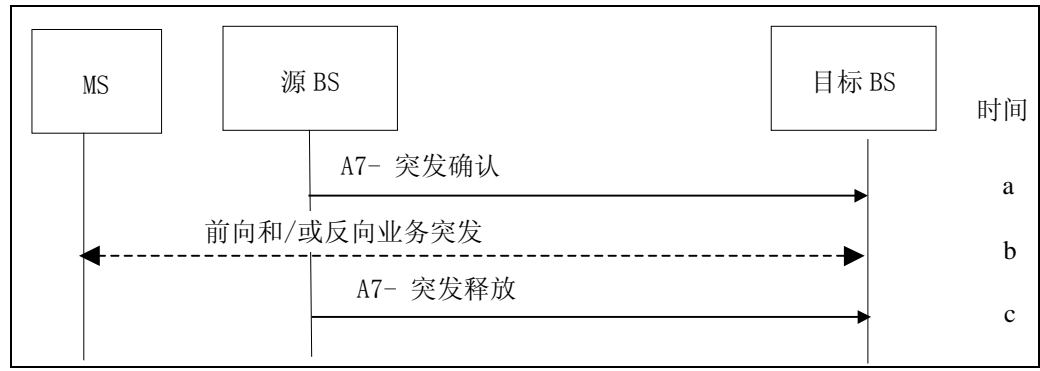 MS
源 BS
目标 BS
时间
A7- 突发确认
a
前向和/或反向业务突发
b
A7- 突发释放
c